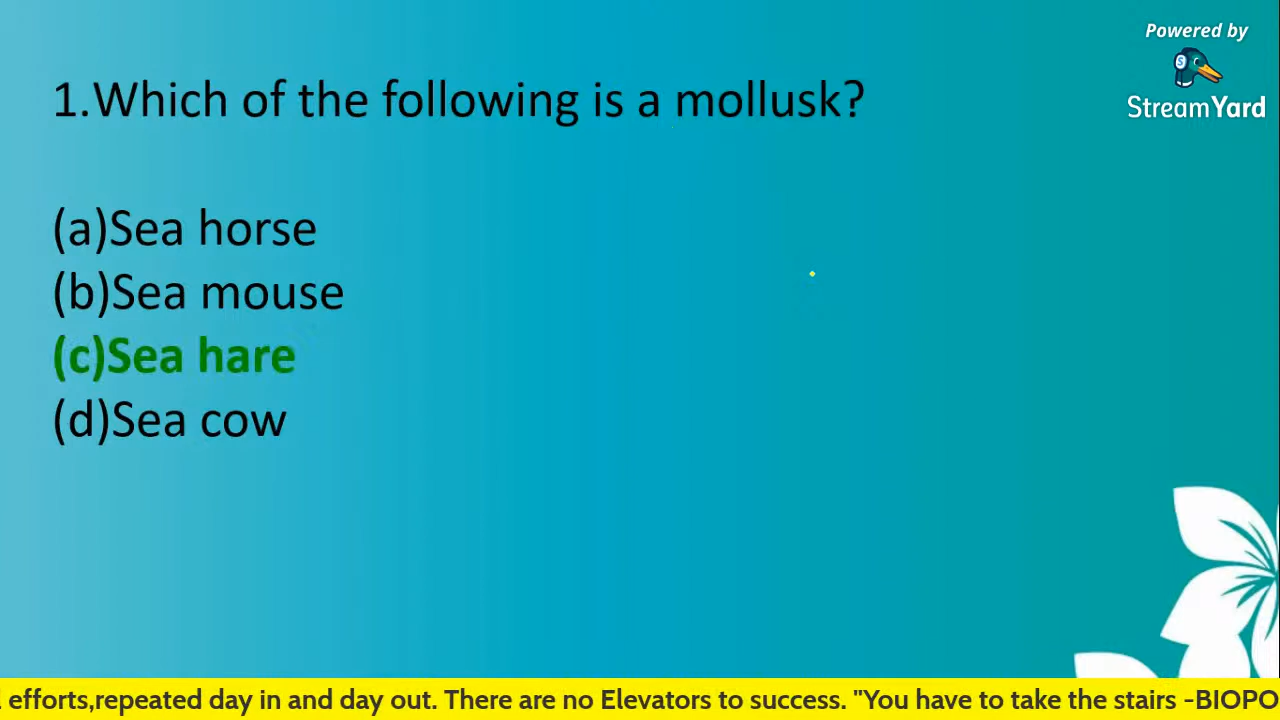 Powered by
StreamYard
1.Which of the following is a mollusk?
(a)Sea horse
(b)Sea mouse
(c)Sea hare
(d)Sea cow
efforts,repeated day in and day out. There are no Elevators to success. "You have to take the stairs -BIOPO